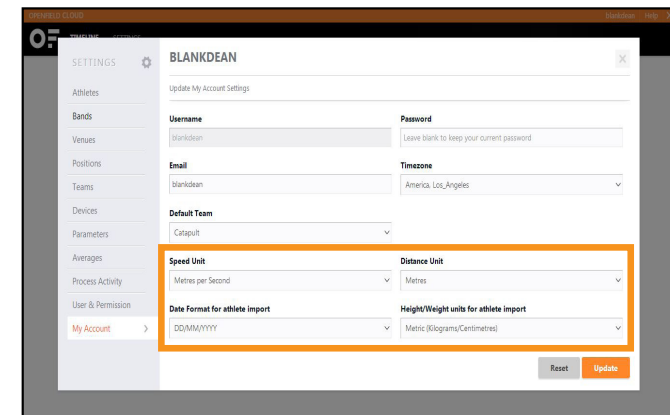 OPENFIELD CLOUD blankdean Help
OF TIMELINE SETTINGS
SETTINGS
Athletes
Bands
Venues
Positions
Teams
Devices
Parameters
Averages
Process Activity
User & Permission
My Account >
BLANKDEAN X
Update My Account Settings
Username Password
blankdean Leave blank to keep your current password
Email Timezone
blankdean America, Los_Angeles
Default Team
Catapult
Speed Unit Distance Unit
Metres per Second Metres
Date Format for athlete import Height/Weight units for athlete import
DD/MM/YYYY Metric (Kilograms/Centimetres)
Reset Update